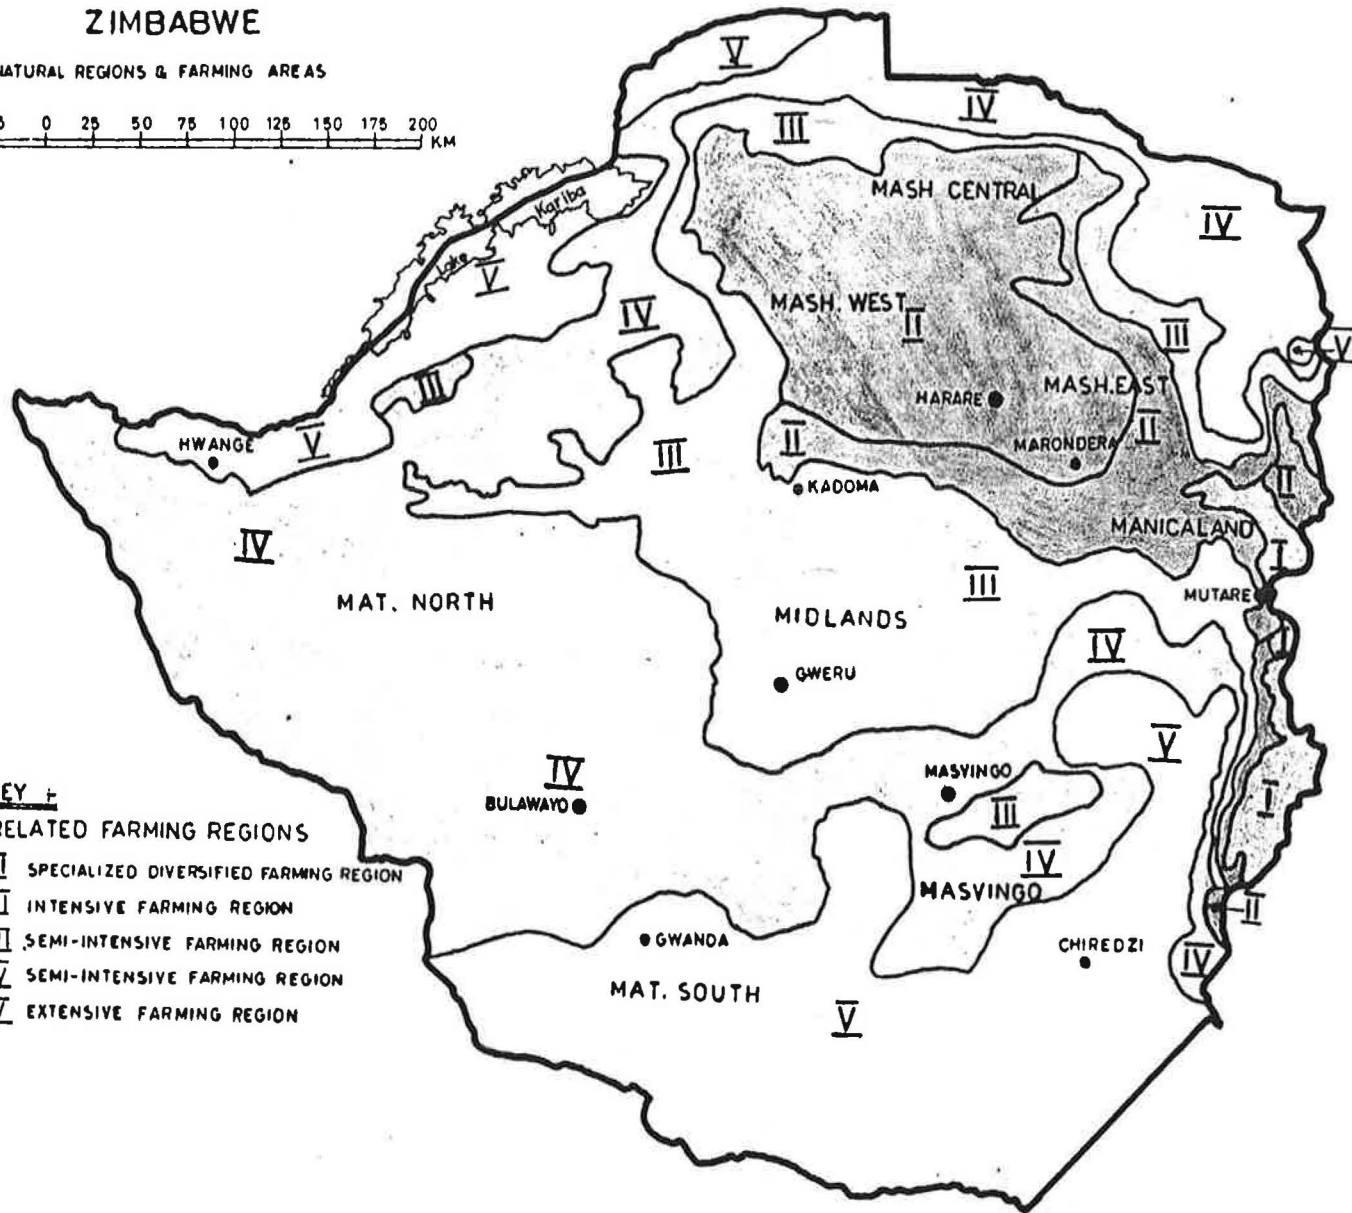 ZIMBABWE
NATURAL REGIONS & FARMING AREAS
0 25 50 75 100 125 150 175 200 KM
V
IV
III
MASH CENTRAL
IV
Lake Kariba
V
IV
MASH. WEST
II
III
V
III
MASH. EAST
HARARE
HWANGE
V
III
II
MARONDERA
II
II
KADOMA
IV
MANICALAND
I
MAT. NORTH
III
MUTARE
MIDLANDS
IV
I
GWERU
V
IV
MASVINGO
BULAWAYO
III
I
KEY :-
RELATED FARMING REGIONS
I SPECIALIZED DIVERSIFIED FARMING REGION
IV
MASVINGO
II INTENSIVE FARMING REGION
II
III SEMI-INTENSIVE FARMING REGION
GWANDA
CHIREDZI
IV
IV SEMI-INTENSIVE FARMING REGION
MAT. SOUTH
V EXTENSIVE FARMING REGION
V